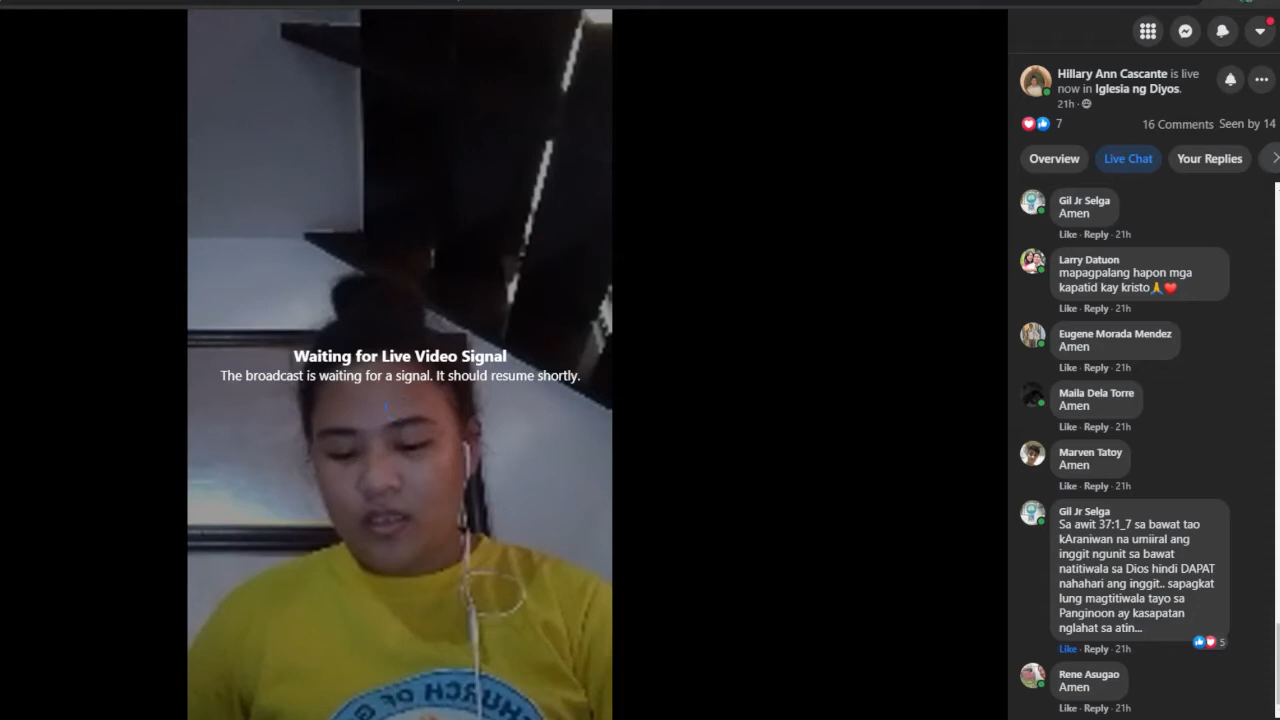 Waiting for Live Video Signal
The broadcast is waiting for a signal. It should resume shortly.
CHURCH OF G
Hillary Ann Cascante is live
now in Iglesia ng Diyos.
21h ·
7
16 Comments Seen by 14
Overview
Live Chat
Your Replies
Gil Jr Selga
Amen
Like · Reply · 21h
Larry Datuon
mapagpalang hapon mga
kapatid kay kristo🙏❤️
Like · Reply · 21h
Eugene Morada Mendez
Amen
Like · Reply · 21h
Maila Dela Torre
Amen
Like · Reply · 21h
Marven Tatoy
Amen
Like · Reply · 21h
Gil Jr Selga
Sa awit 37:1_7 sa bawat tao
kAraniwan na umiiral ang
inggit ngunit sa bawat
natitiwala sa Dios hindi DAPAT
nahahari ang inggit.. sapagkat
lung magtitiwala tayo sa
Panginoon ay kasapatan
nglahat sa atin...
5
Like · Reply · 21h
Rene Asugao
Amen
Like · Reply · 21h